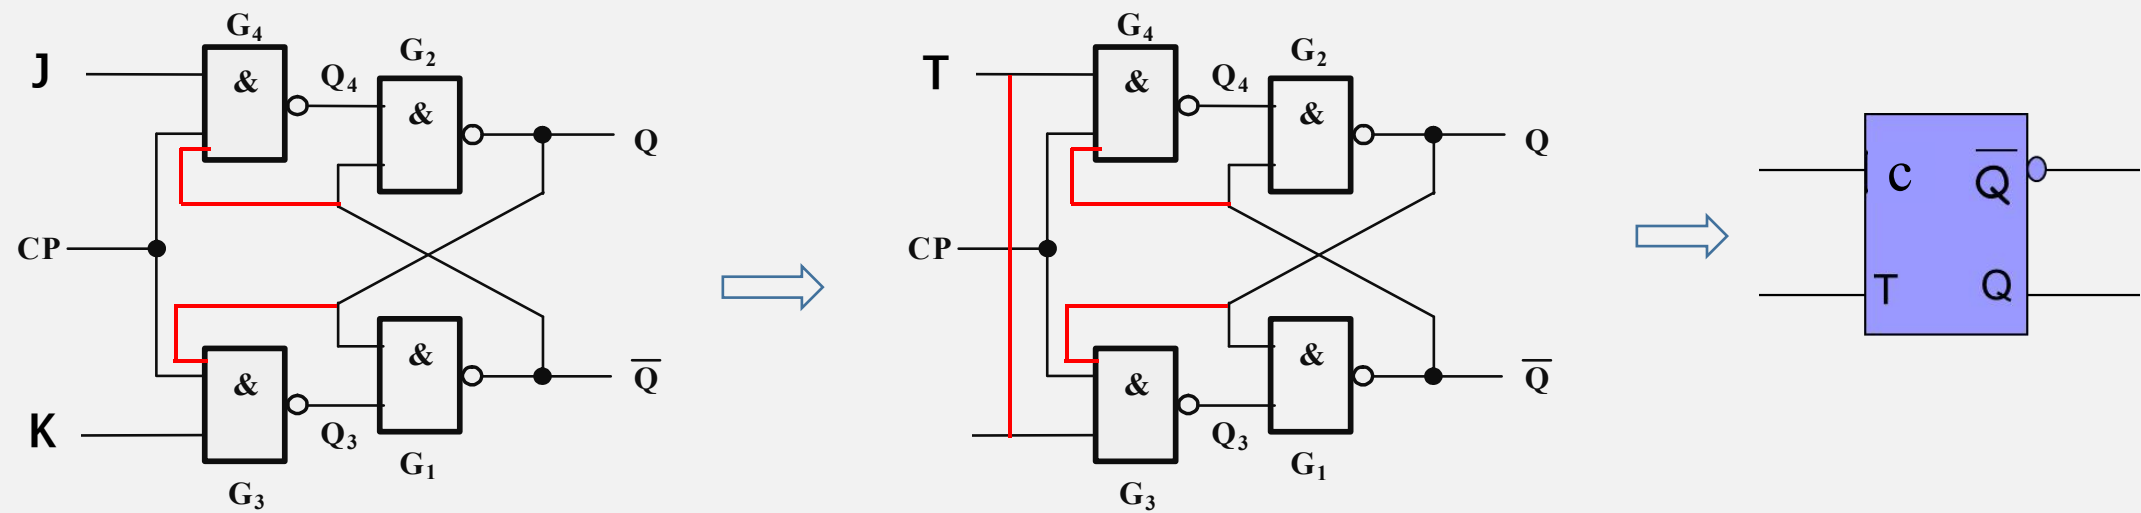 G₄
J
&
Q₄
G₂
&
Q
CP
&
Q̅
K
&
Q₃
G₁
G₃
G₄
T
&
Q₄
G₂
&
Q
CP
&
Q̅
&
Q₃
G₁
G₃
C
Q̅
T
Q